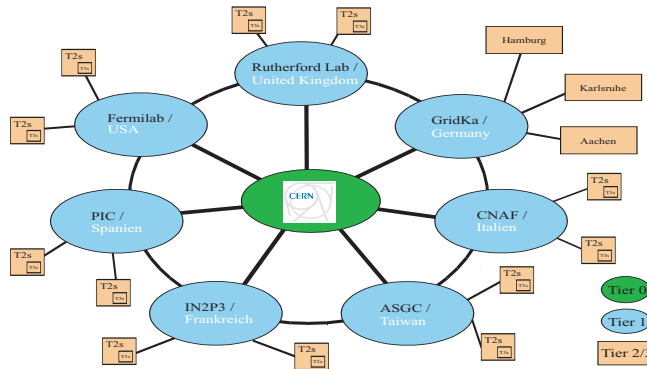 T2s
T3s
T2s
T3s
Hamburg
T2s
T3s
Rutherford Lab /
United Kingdom
Karlsruhe
Fermilab /
USA
GridKa /
Germany
T2s
T3s
Aachen
CERN
T2s
T3s
PIC /
Spanien
CNAF /
Italien
T2s
T3s
T2s
T3s
T2s
T3s
T2s
T3s
IN2P3 /
Frankreich
ASGC /
Taiwan
Tier 0
Tier 1
T2s
T3s
T2s
T3s
T2s
T3s
Tier 2/